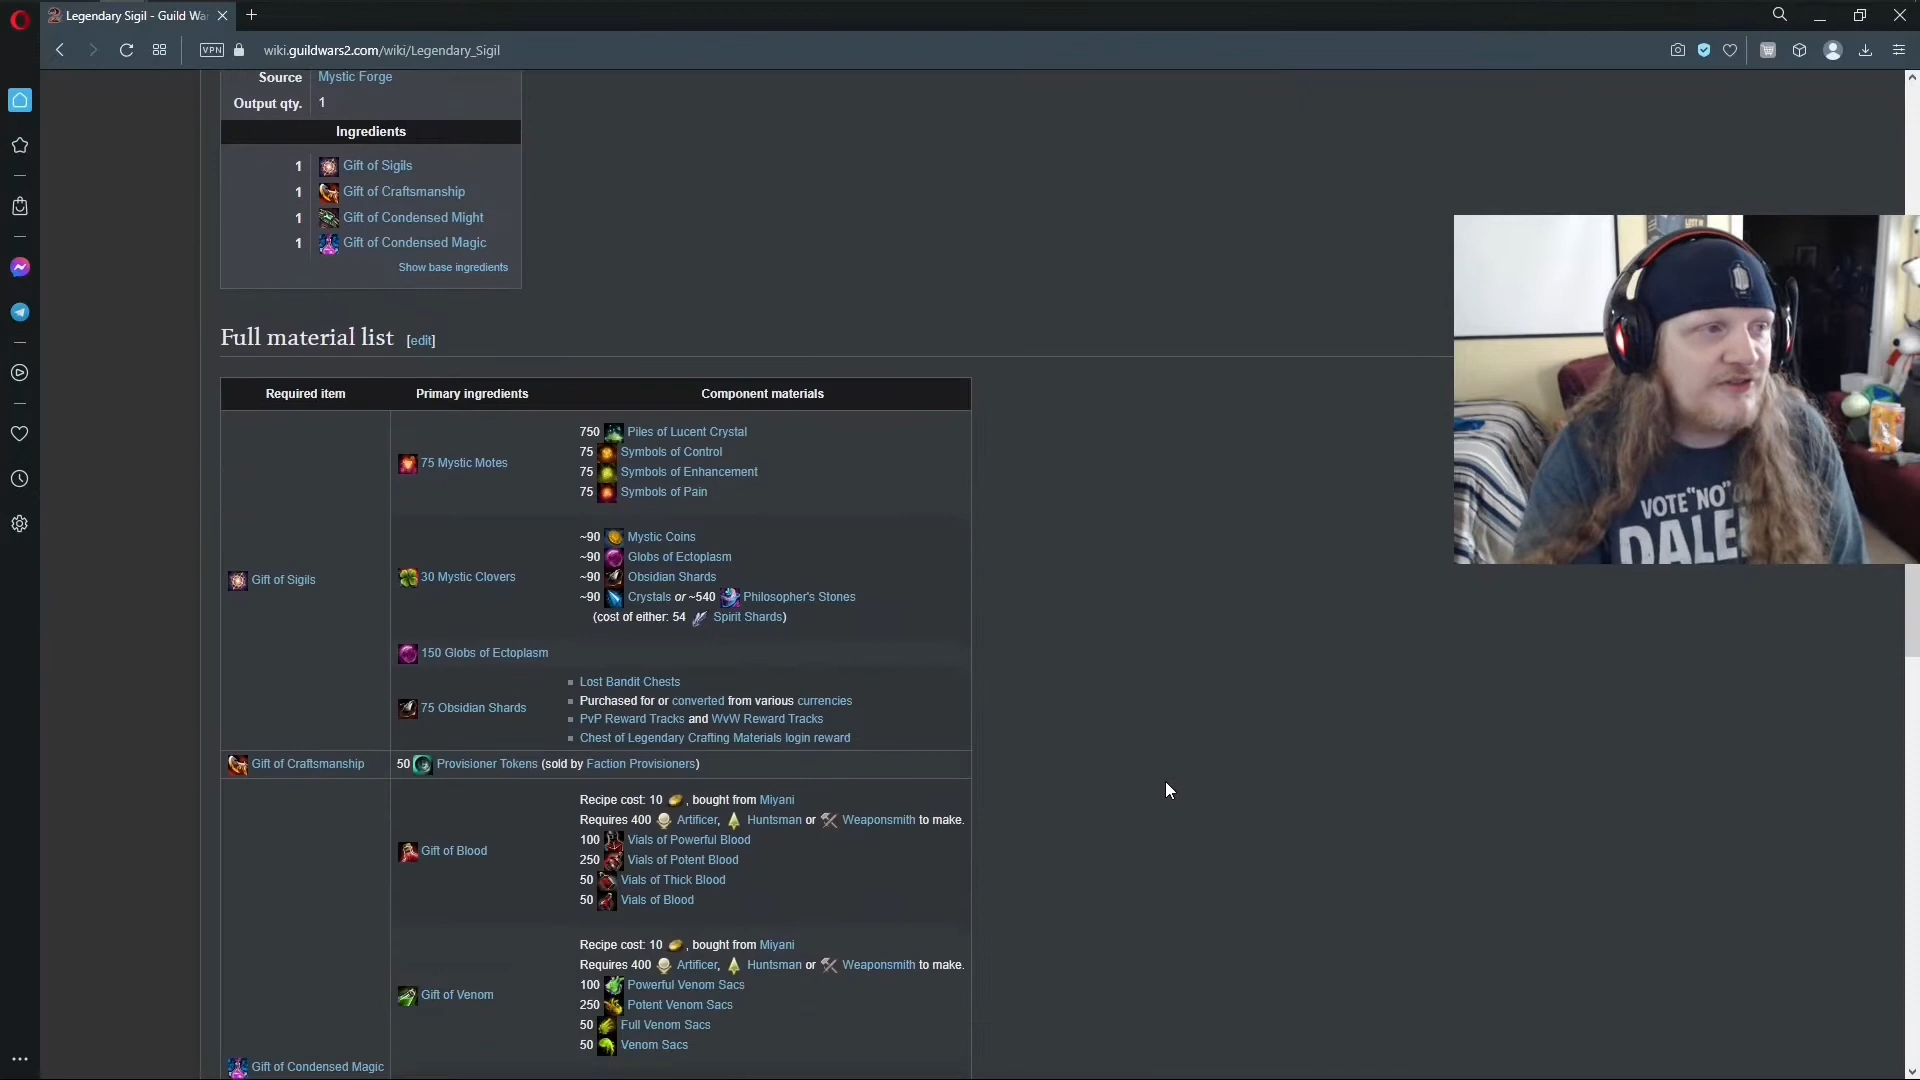 Legendary Sigil - Guild Wa
VPN
wiki.guildwars2.com/wiki/Legendary_Sigil
Source Mystic Forge
Output qty. 1
Ingredients
1 Gift of Sigils
1 Gift of Craftsmanship
1 Gift of Condensed Might
1 Gift of Condensed Magic
Show base ingredients
Full material list [edit]
Required item Primary ingredients Component materials
Gift of Sigils
75 Mystic Motes
750 Piles of Lucent Crystal
75 Symbols of Control
75 Symbols of Enhancement
75 Symbols of Pain
30 Mystic Clovers
~90 Mystic Coins
~90 Globs of Ectoplasm
~90 Obsidian Shards
~90 Crystals or ~540 Philosopher's Stones
(cost of either: 54 Spirit Shards)
150 Globs of Ectoplasm
75 Obsidian Shards
Lost Bandit Chests
Purchased for or converted from various currencies
PvP Reward Tracks and WvW Reward Tracks
Chest of Legendary Crafting Materials login reward
Gift of Craftsmanship 50 Provisioner Tokens (sold by Faction Provisioners)
Gift of Condensed Magic
Gift of Blood
Recipe cost: 10 , bought from Miyani
Requires 400 Artificer, Huntsman or Weaponsmith to make.
100 Vials of Powerful Blood
250 Vials of Potent Blood
50 Vials of Thick Blood
50 Vials of Blood
Gift of Venom
Recipe cost: 10 , bought from Miyani
Requires 400 Artificer, Huntsman or Weaponsmith to make.
100 Powerful Venom Sacs
250 Potent Venom Sacs
50 Full Venom Sacs
50 Venom Sacs
VOTE "NO"
DALE